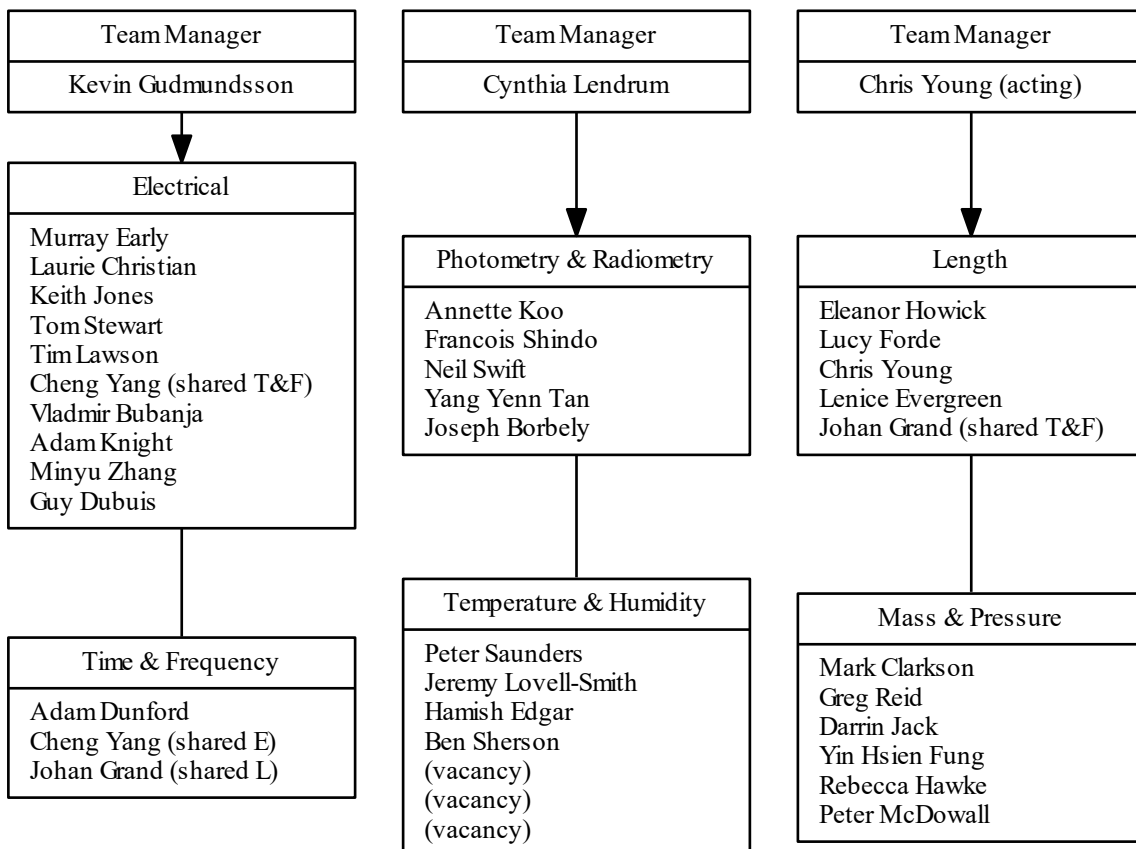 Team Manager
Kevin Gudmundsson
Electrical
Murray Early
Laurie Christian
Keith Jones
Tom Stewart
Tim Lawson
Cheng Yang (shared T&F)
Vladmir Bubanja
Adam Knight
Minyu Zhang
Guy Dubuis
Time & Frequency
Adam Dunford
Cheng Yang (shared E)
Johan Grand (shared L)
Team Manager
Cynthia Lendrum
Photometry & Radiometry
Annette Koo
Francois Shindo
Neil Swift
Yang Yenn Tan
Joseph Borbely
Temperature & Humidity
Peter Saunders
Jeremy Lovell-Smith
Hamish Edgar
Ben Sherson
(vacancy)
(vacancy)
(vacancy)
Team Manager
Chris Young (acting)
Length
Eleanor Howick
Lucy Forde
Chris Young
Lenice Evergreen
Johan Grand (shared T&F)
Mass & Pressure
Mark Clarkson
Greg Reid
Darrin Jack
Yin Hsien Fung
Rebecca Hawke
Peter McDowall